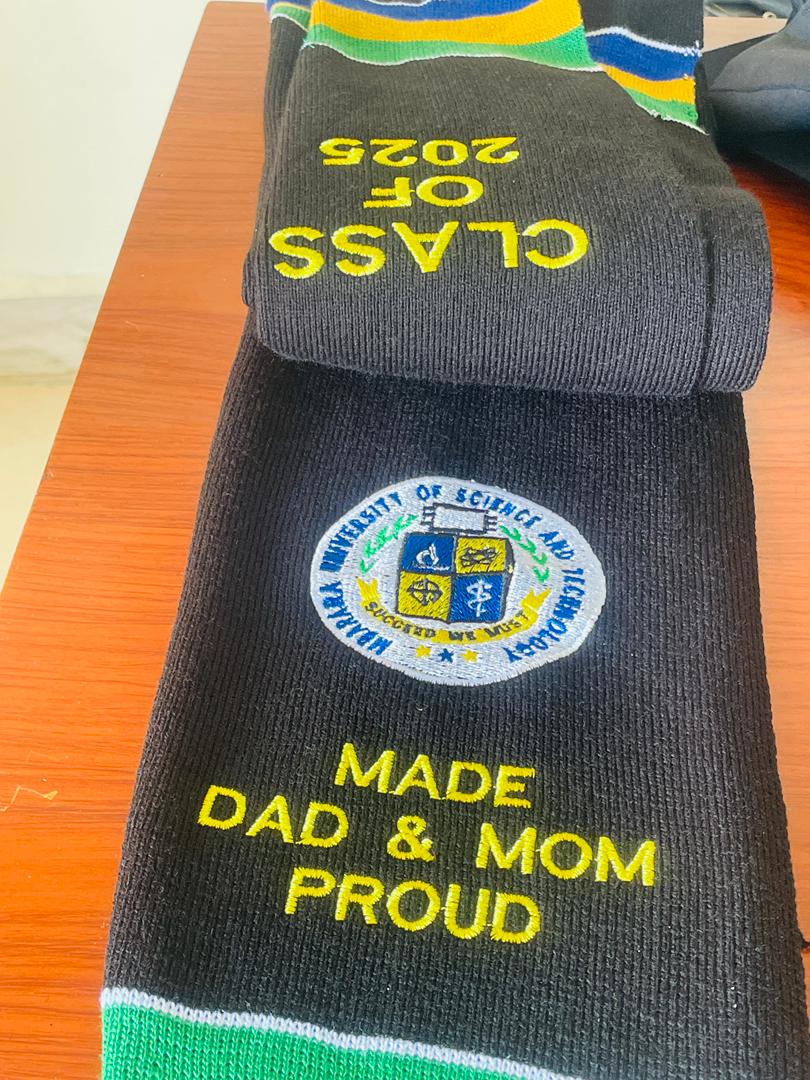 CLASS
OF
2025
MBARARA UNIVERSITY OF SCIENCE AND TECHNOLOGY
SUCCEED WE MUST
MADE
DAD & MOM
PROUD